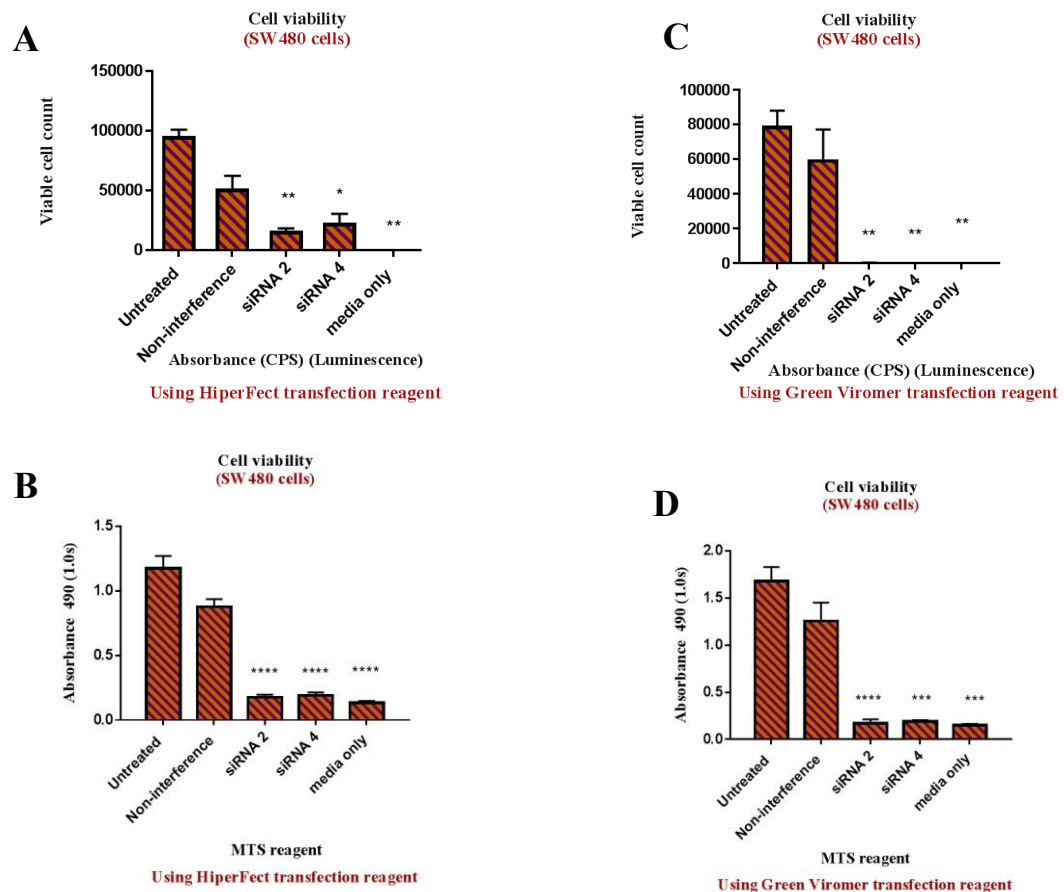 A
Cell viability
(SW480 cells)
Viable cell count
150000
100000
50000
0
** * **
Untreated
Non-interference
siRNA 2
siRNA 4
media only
Absorbance (CPS) (Luminescence)
Using HiperFect transfection reagent
C
Cell viability
(SW480 cells)
Viable cell count
100000
80000
60000
40000
20000
0
** ** **
Untreated
Non-interference
siRNA 2
siRNA 4
media only
Absorbance (CPS) (Luminescence)
Using Green Viromer transfection reagent
B
Cell viability
(SW480 cells)
Absorbance 490 (1.0s)
1.5
1.0
0.5
0.0
**** **** ****
Untreated
Non-interference
siRNA 2
siRNA 4
media only
MTS reagent
Using HiperFect transfection reagent
D
Cell viability
(SW480 cells)
Absorbance 490 (1.0s)
2.0
1.5
1.0
0.5
0.0
**** *** ***
Untreated
Non-interference
siRNA 2
siRNA 4
media only
MTS reagent
Using Green Viromer transfection reagent